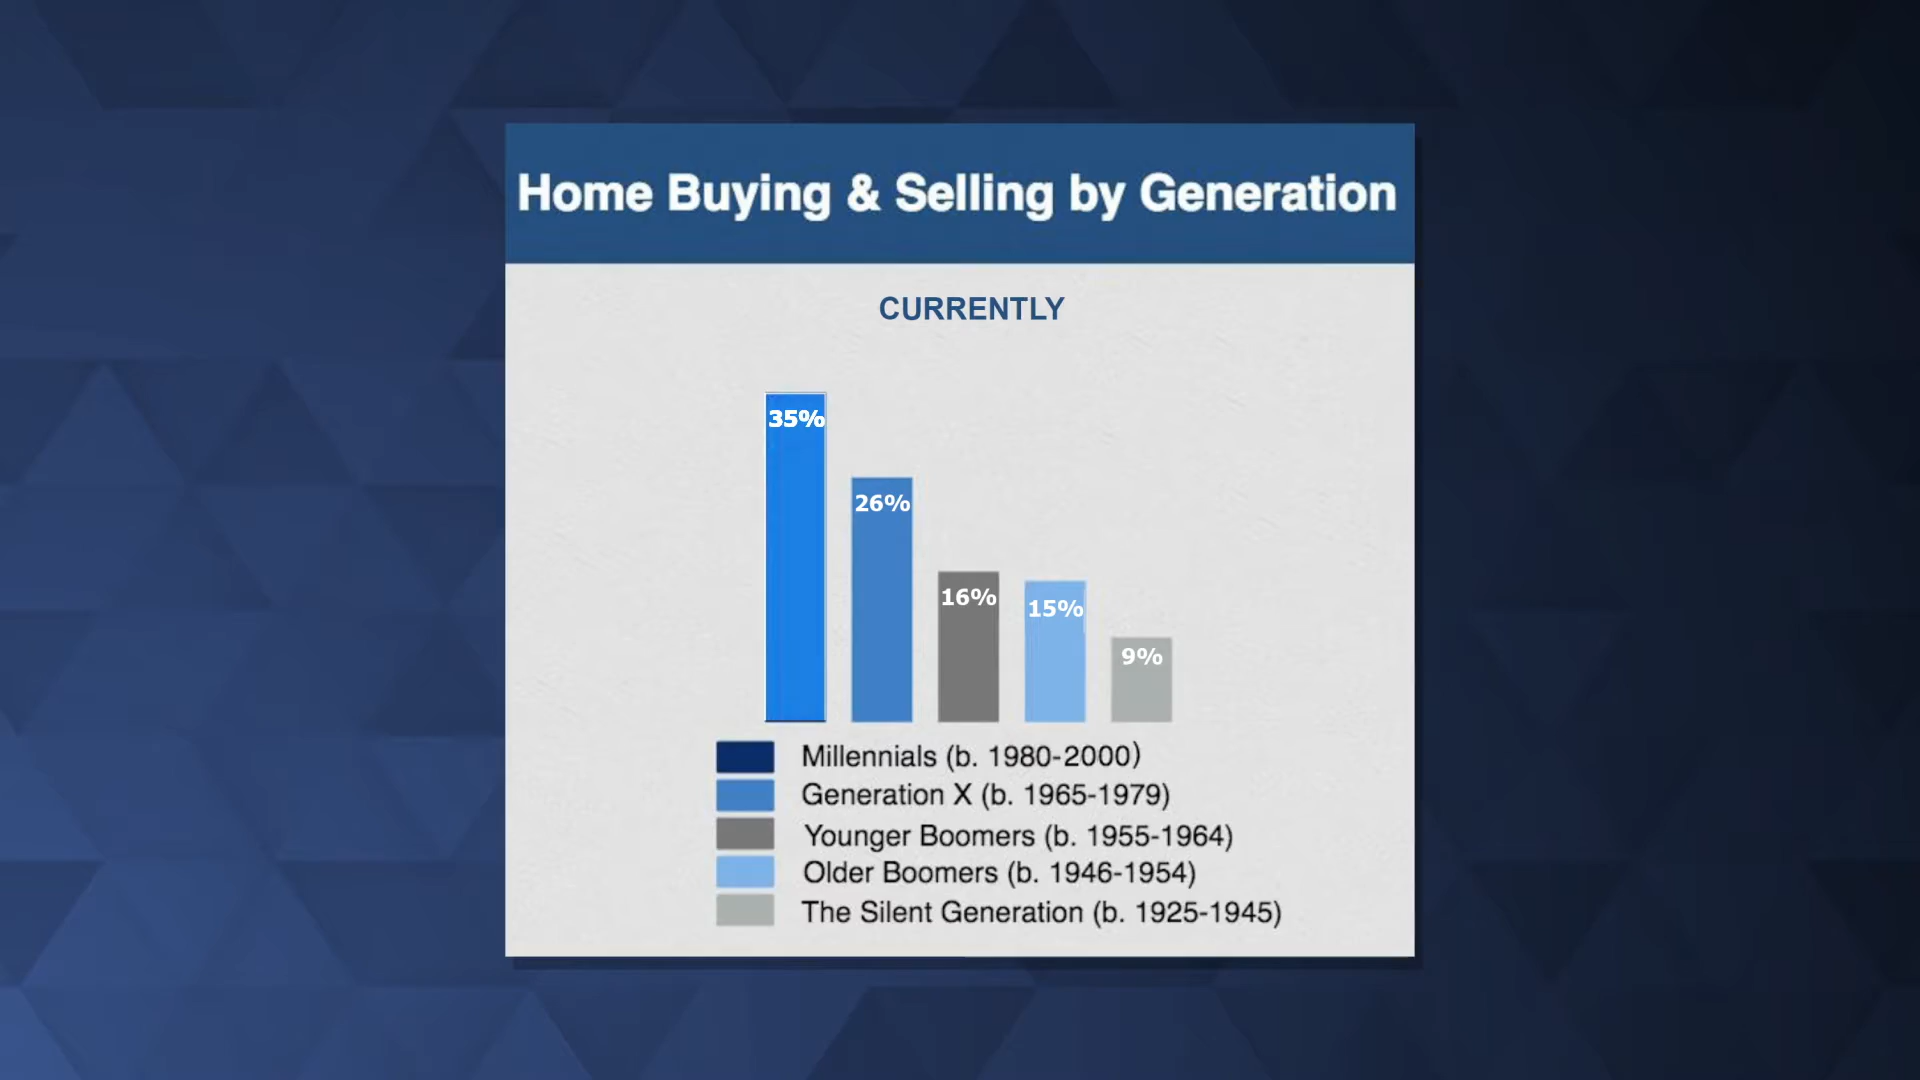 Home Buying & Selling by Generation
CURRENTLY
35%
26%
16%
15%
9%
Millennials (b. 1980-2000)
Generation X (b. 1965-1979)
Younger Boomers (b. 1955-1964)
Older Boomers (b. 1946-1954)
The Silent Generation (b. 1925-1945)